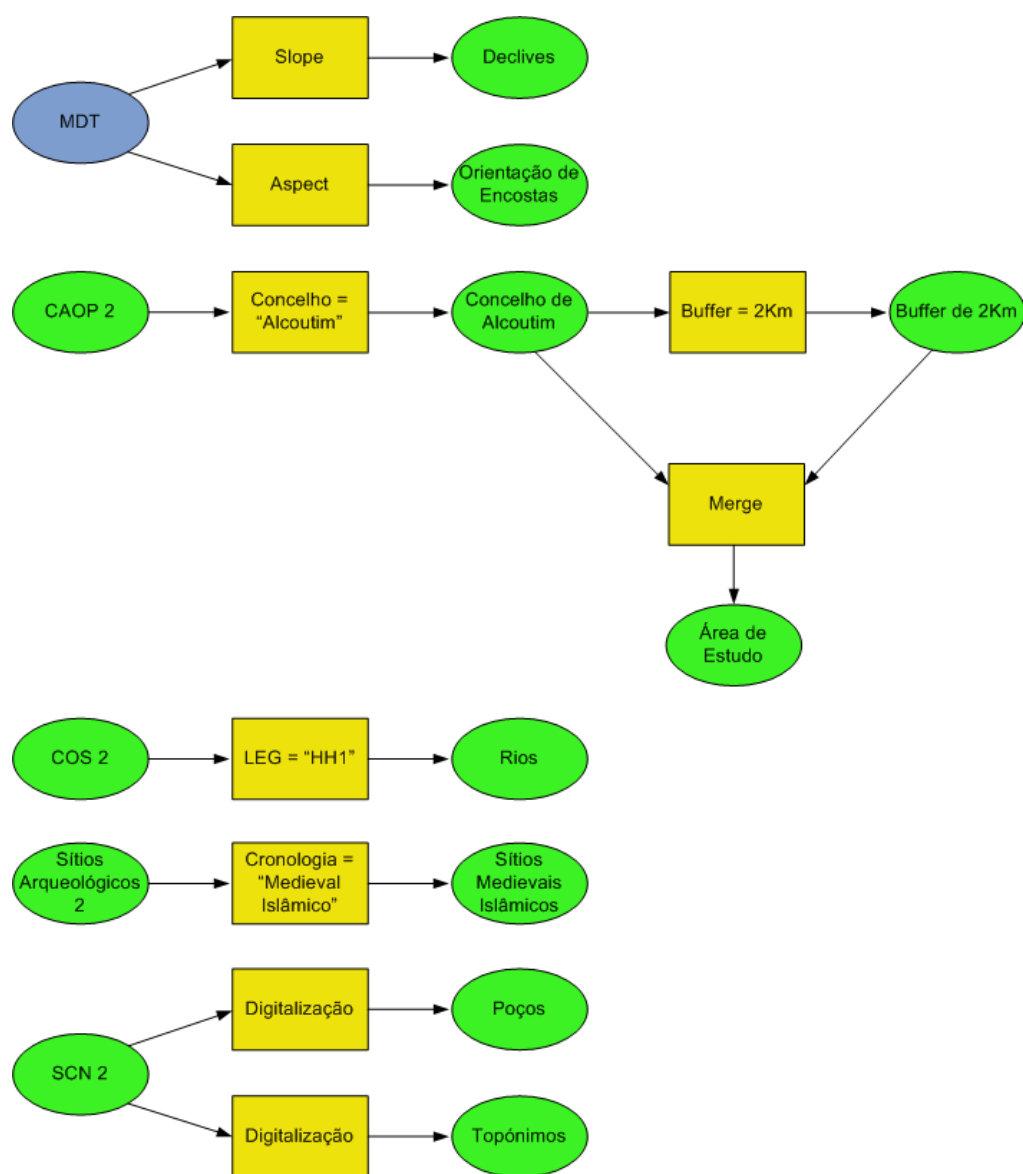 Slope
Declives
MDT
Aspect
Orientação de
Encostas
CAOP 2
Concelho =
“Alcoutim”
Concelho de
Alcoutim
Buffer = 2Km
Buffer de 2Km
Merge
Área de
Estudo
COS 2
LEG = “HH1”
Rios
Sítios
Arqueológicos
2
Cronologia =
“Medieval
Islâmico”
Sítios
Medievais
Islâmicos
Digitalização
Poços
SCN 2
Digitalização
Topónimos